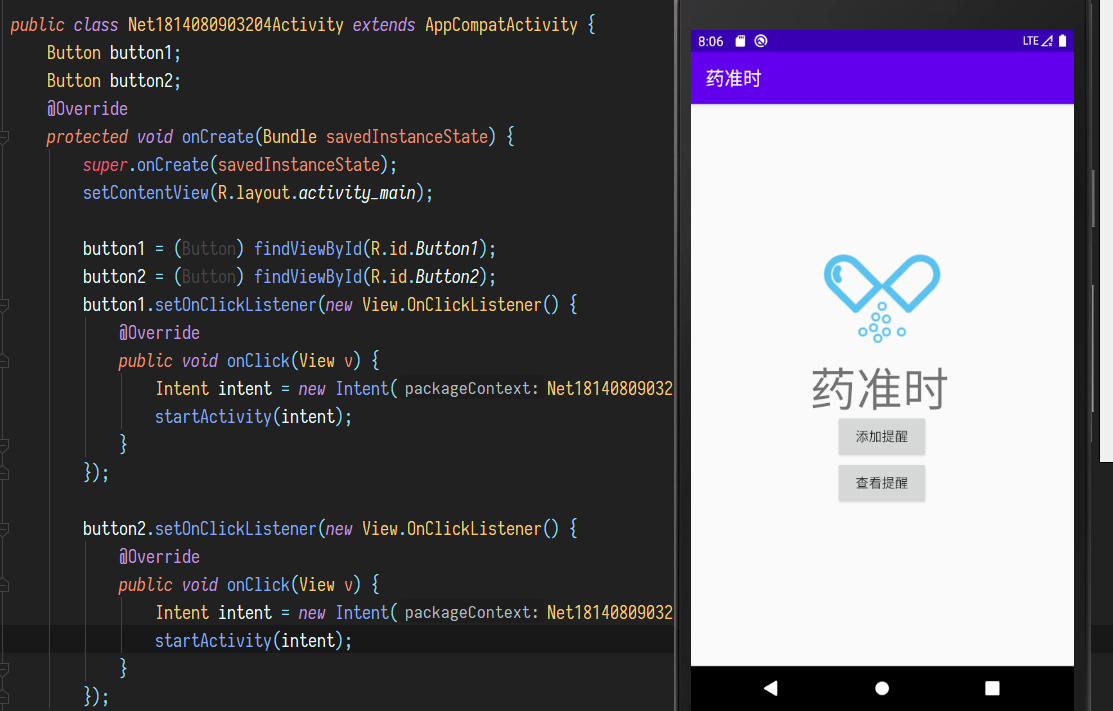 public class Net1814080903204Activity extends AppCompatActivity {
Button button1;
Button button2;
@Override
protected void onCreate(Bundle savedInstanceState) {
super.onCreate(savedInstanceState);
setContentView(R.layout.activity_main);
button1 = (Button) findViewById(R.id.Button1);
button2 = (Button) findViewById(R.id.Button2);
button1.setOnClickListener(new View.OnClickListener() {
@Override
public void onClick(View v) {
Intent intent = new Intent( packageContext: Net18140809032
startActivity(intent);
}
});
button2.setOnClickListener(new View.OnClickListener() {
@Override
public void onClick(View v) {
Intent intent = new Intent( packageContext: Net18140809032
startActivity(intent);
}
});
8:06
LTE
药准时
药准时
添加提醒
查看提醒